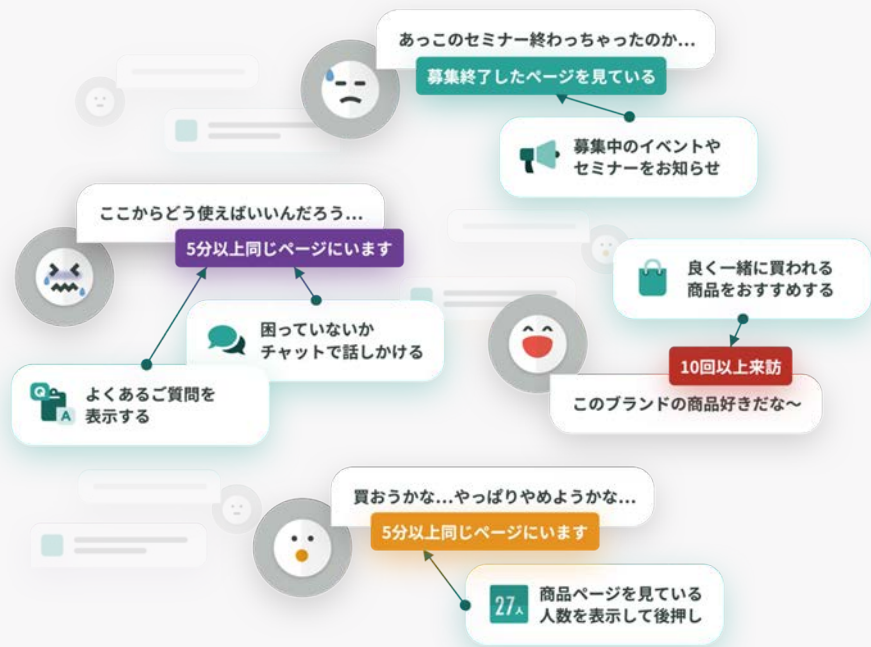 あっこのセミナー終わっちゃったのか...
募集終了したページを見ている
募集中のイベントや
セミナーをお知らせ
ここからどう使えばいいんだろう...
5分以上同じページにいます
困っていないか
チャットで話しかける
Q
A
よくあるご質問を
表示する
良く一緒に買われる
商品をおすすめする
10回以上来訪
このブランドの商品好きだな〜
買おうかな...やっぱりやめようかな...
5分以上同じページにいます
27人
商品ページを見ている
人数を表示して後押し